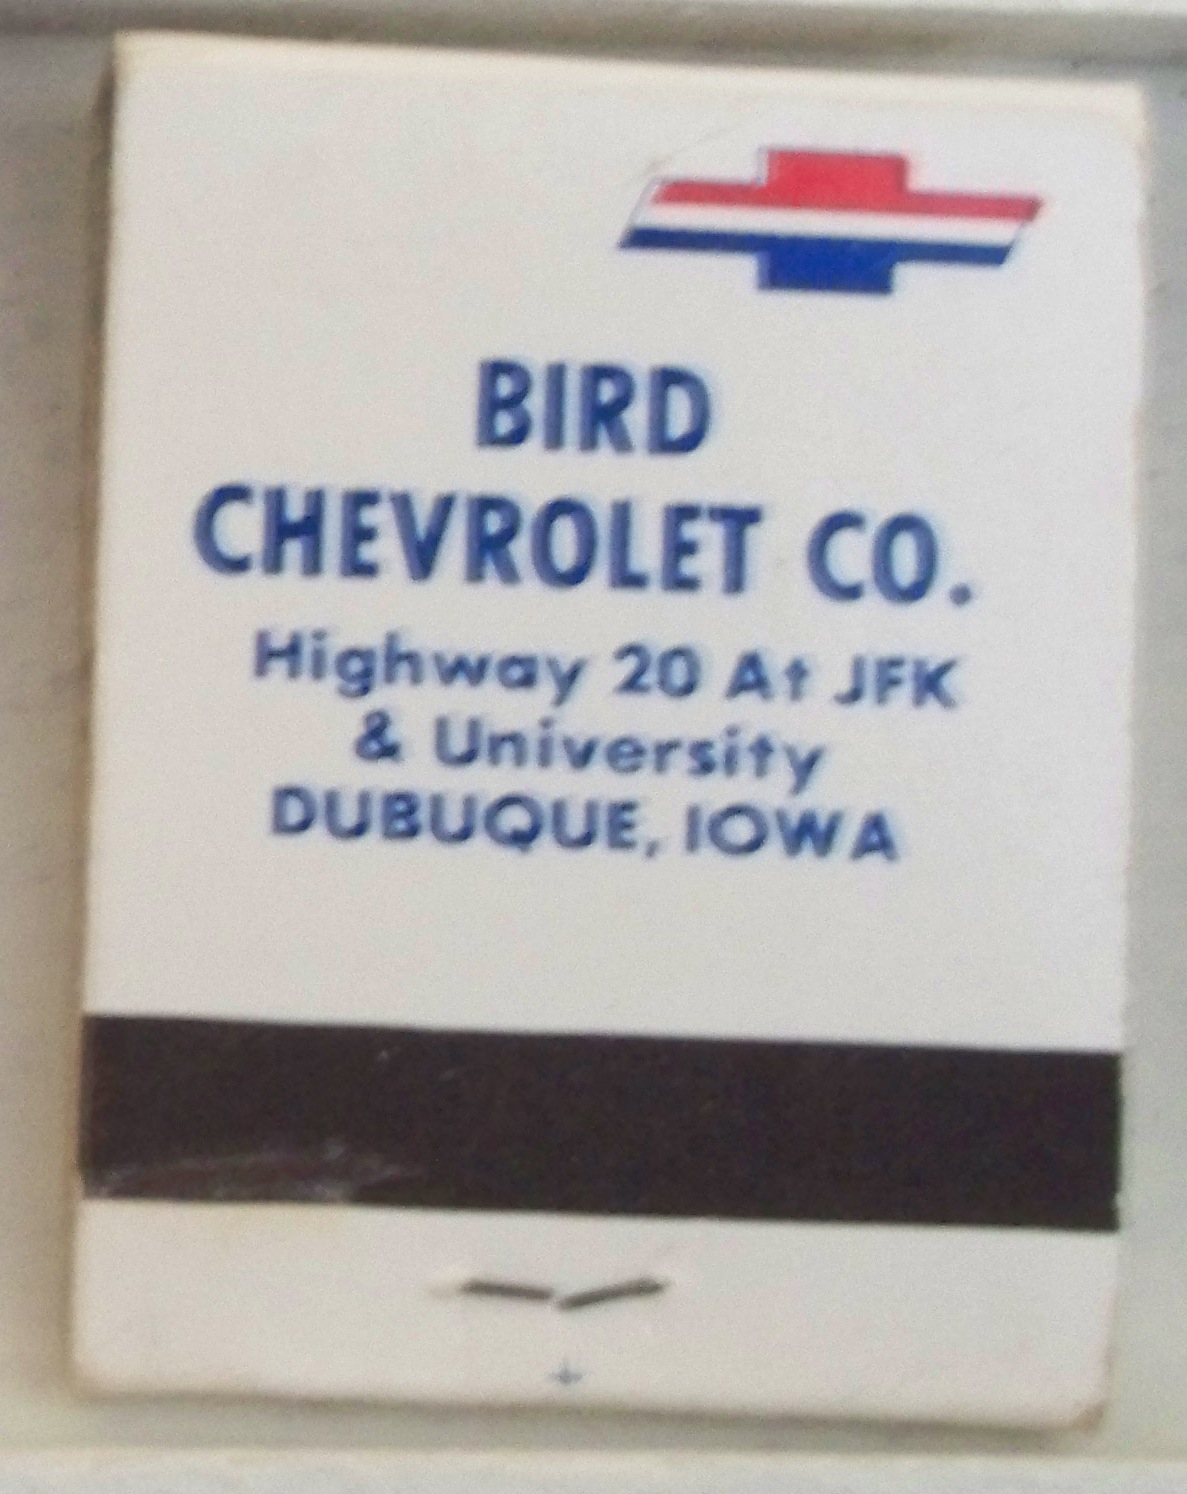 BIRD
CHEVROLET CO.
Highway 20 At JFK
& University
DUBUQUE, IOWA